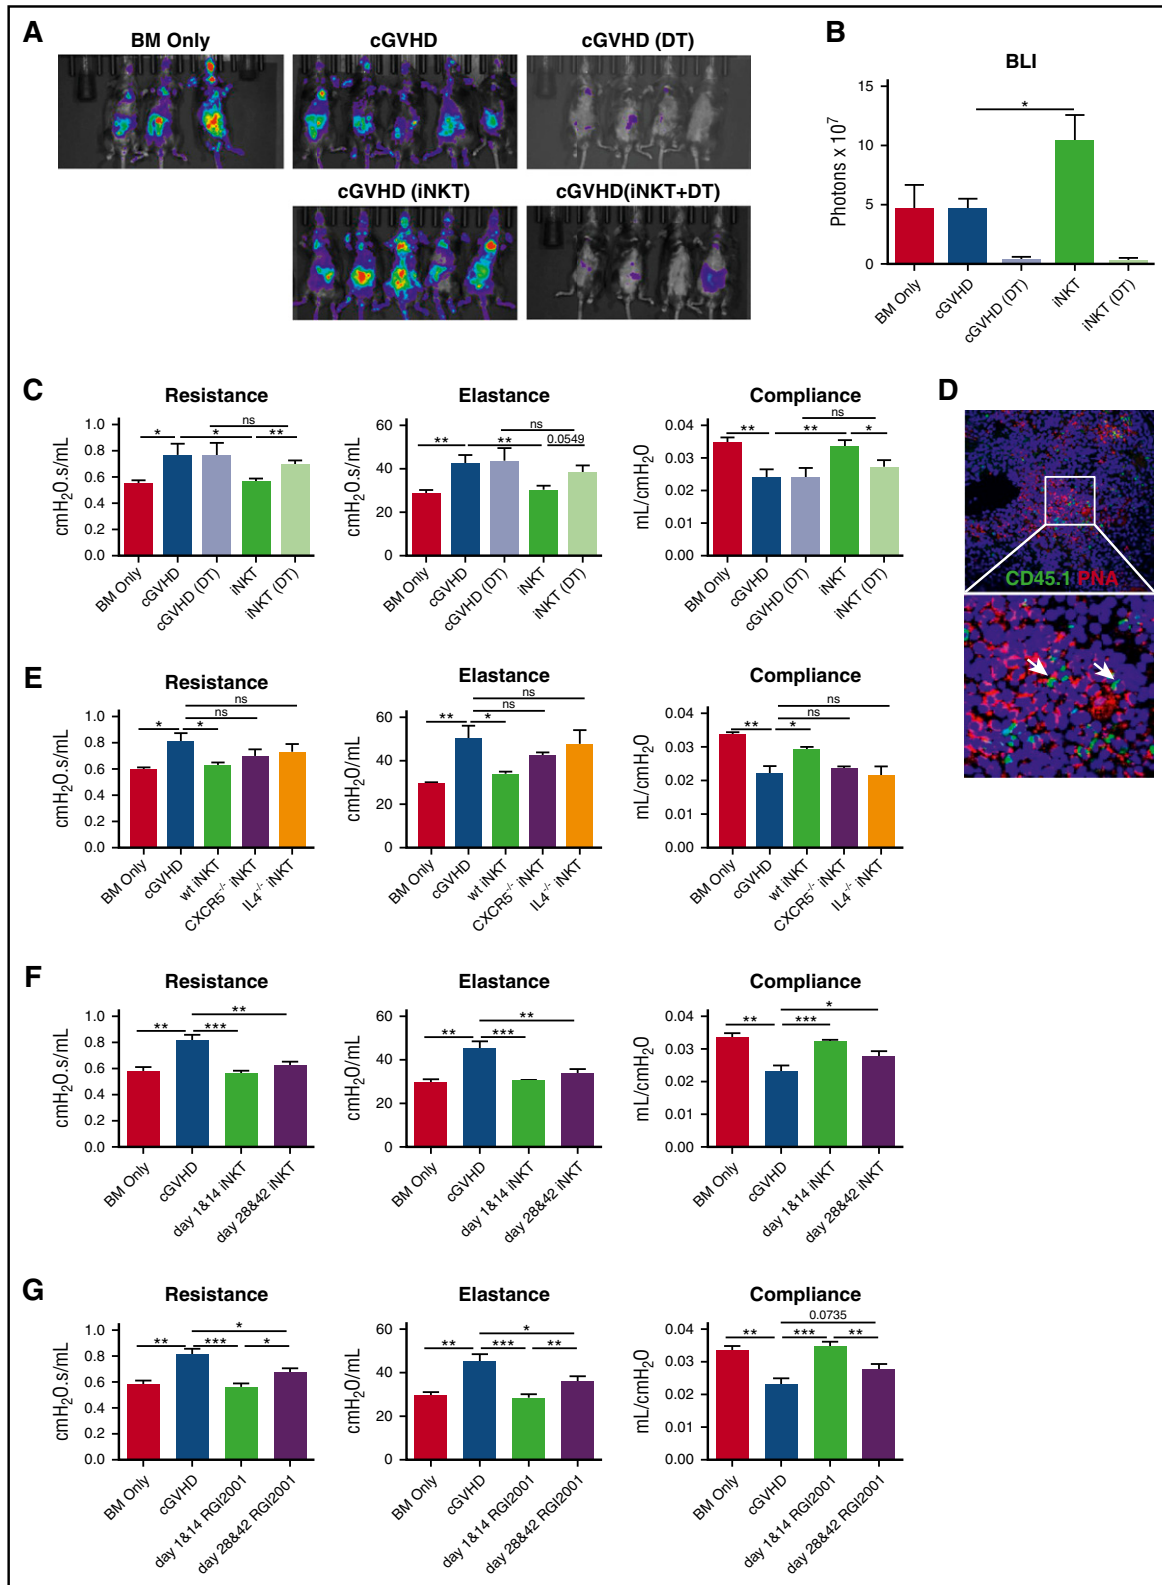 A
BM Only
cGVHD
cGVHD (DT)
cGVHD (iNKT)
cGVHD(iNKT+DT)
B
BLI
Photons x 10⁷
15
10
5
0
*
BM Only
cGVHD
cGVHD (DT)
iNKT
iNKT (DT)
C
Resistance
cmH₂O.s/mL
1.0
0.8
0.6
0.4
0.2
0.0
ns
* * **
BM Only
cGVHD
cGVHD (DT)
iNKT
iNKT (DT)
Elastance
cmH₂O.s/mL
60
40
20
0
ns
** ** 0.0549
BM Only
cGVHD
cGVHD (DT)
iNKT
iNKT (DT)
Compliance
mL/cmH₂O
0.04
0.03
0.02
0.01
0.00
ns
** ** *
BM Only
cGVHD
cGVHD (DT)
iNKT
iNKT (DT)
D
CD45.1 PNA
E
Resistance
cmH₂O.s/mL
1.0
0.8
0.6
0.4
0.2
0.0
ns
ns
* *
BM Only
cGVHD
wt iNKT
CXCR5⁻/⁻ iNKT
IL4⁻/⁻ iNKT
Elastance
cmH₂O/mL
60
40
20
0
ns
ns
** *
BM Only
cGVHD
wt iNKT
CXCR5⁻/⁻ iNKT
IL4⁻/⁻ iNKT
Compliance
mL/cmH₂O
0.04
0.03
0.02
0.01
0.00
ns
ns
** *
BM Only
cGVHD
wt iNKT
CXCR5⁻/⁻ iNKT
IL4⁻/⁻ iNKT
F
Resistance
cmH₂O.s/mL
1.0
0.8
0.6
0.4
0.2
0.0
**
** ***
BM Only
cGVHD
day 1&14 iNKT
day 28&42 iNKT
Elastance
cmH₂O/mL
60
40
20
0
**
** ***
BM Only
cGVHD
day 1&14 iNKT
day 28&42 iNKT
Compliance
mL/cmH₂O
0.04
0.03
0.02
0.01
0.00
*
** ***
BM Only
cGVHD
day 1&14 iNKT
day 28&42 iNKT
G
Resistance
cmH₂O.s/mL
1.0
0.8
0.6
0.4
0.2
0.0
*
** *** *
BM Only
cGVHD
day 1&14 RGI2001
day 28&42 RGI2001
Elastance
cmH₂O/mL
60
40
20
0
*
** *** **
BM Only
cGVHD
day 1&14 RGI2001
day 28&42 RGI2001
Compliance
mL/cmH₂O
0.04
0.03
0.02
0.01
0.00
0.0735
** *** **
BM Only
cGVHD
day 1&14 RGI2001
day 28&42 RGI2001